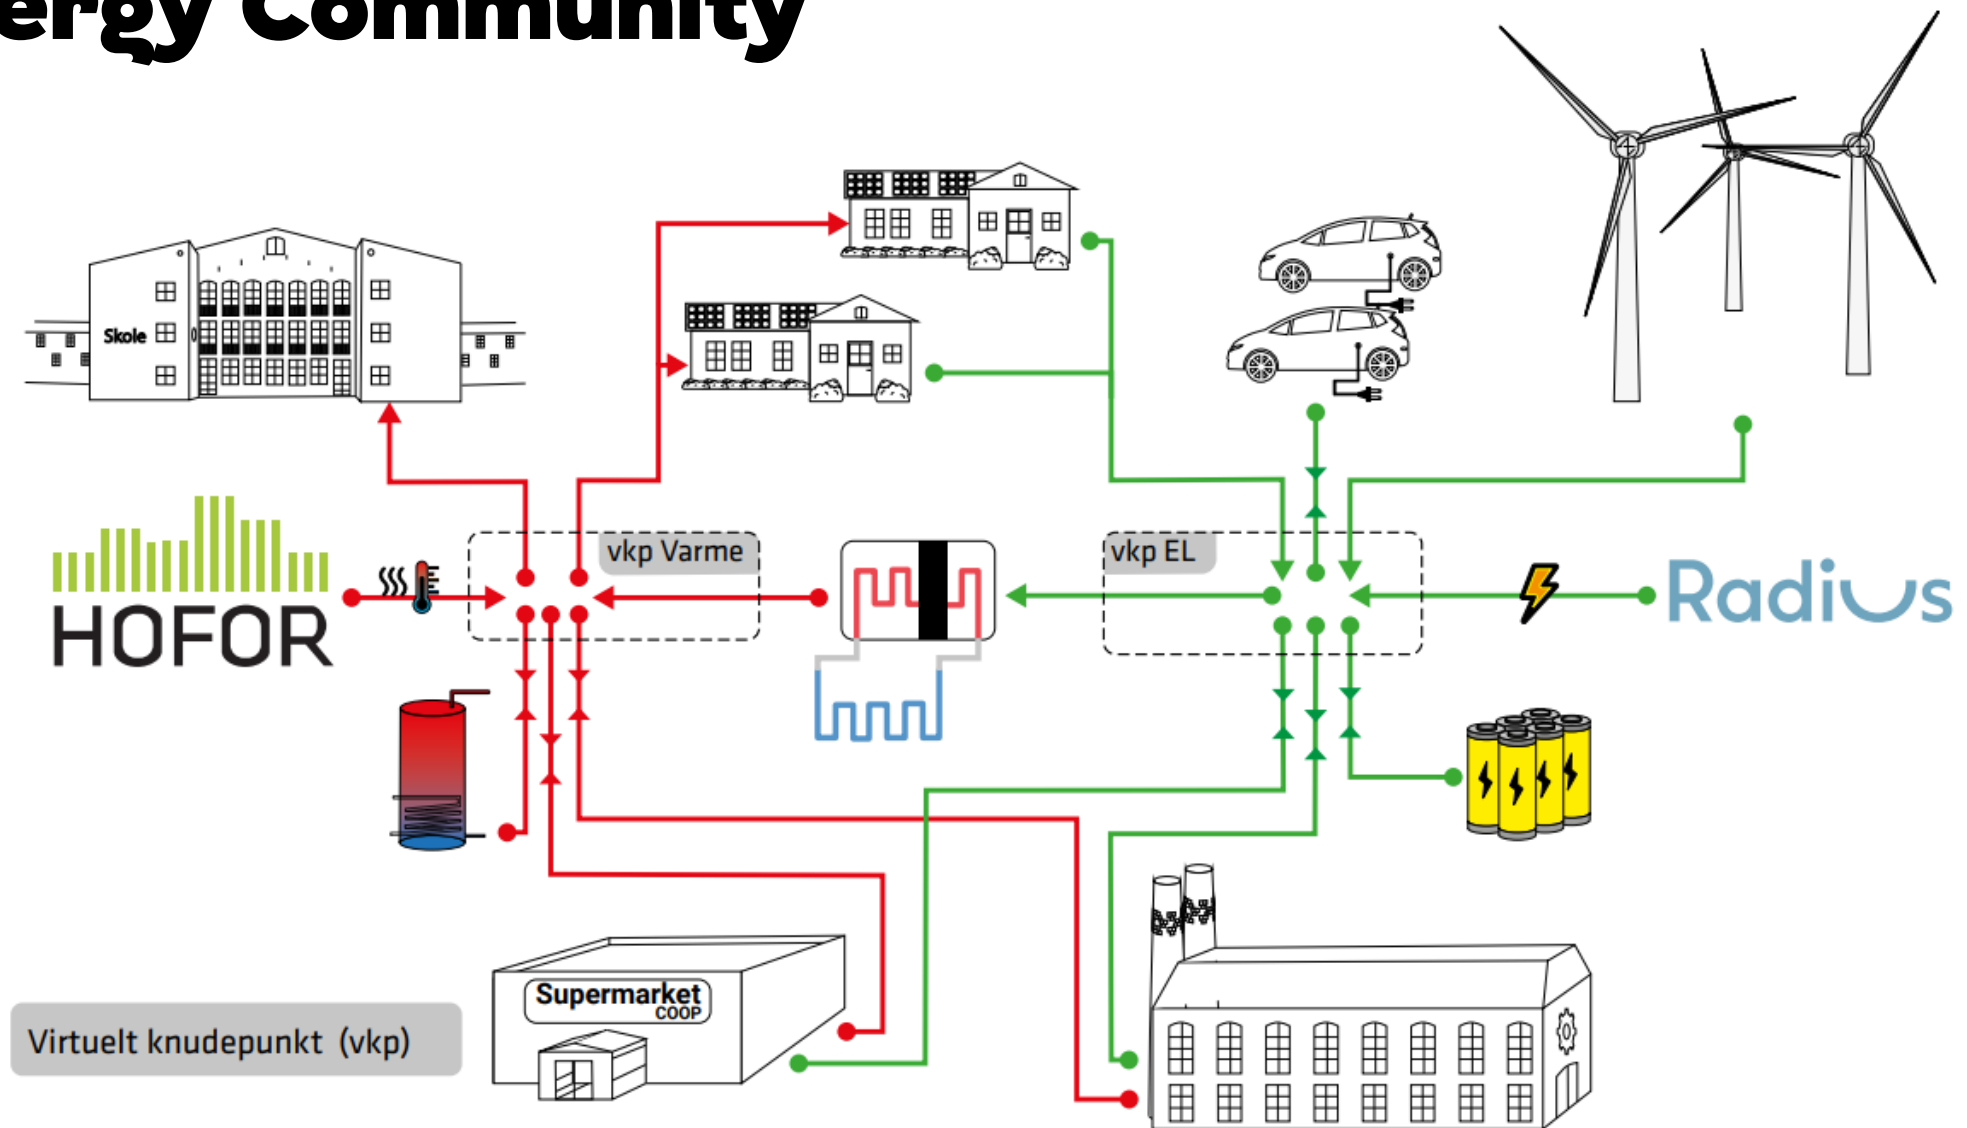 ergy Community
Skole
vkp Varme
vkp EL
HOFOR
Radius
Supermarket
COOP
Virtuelt knudepunkt (vkp)